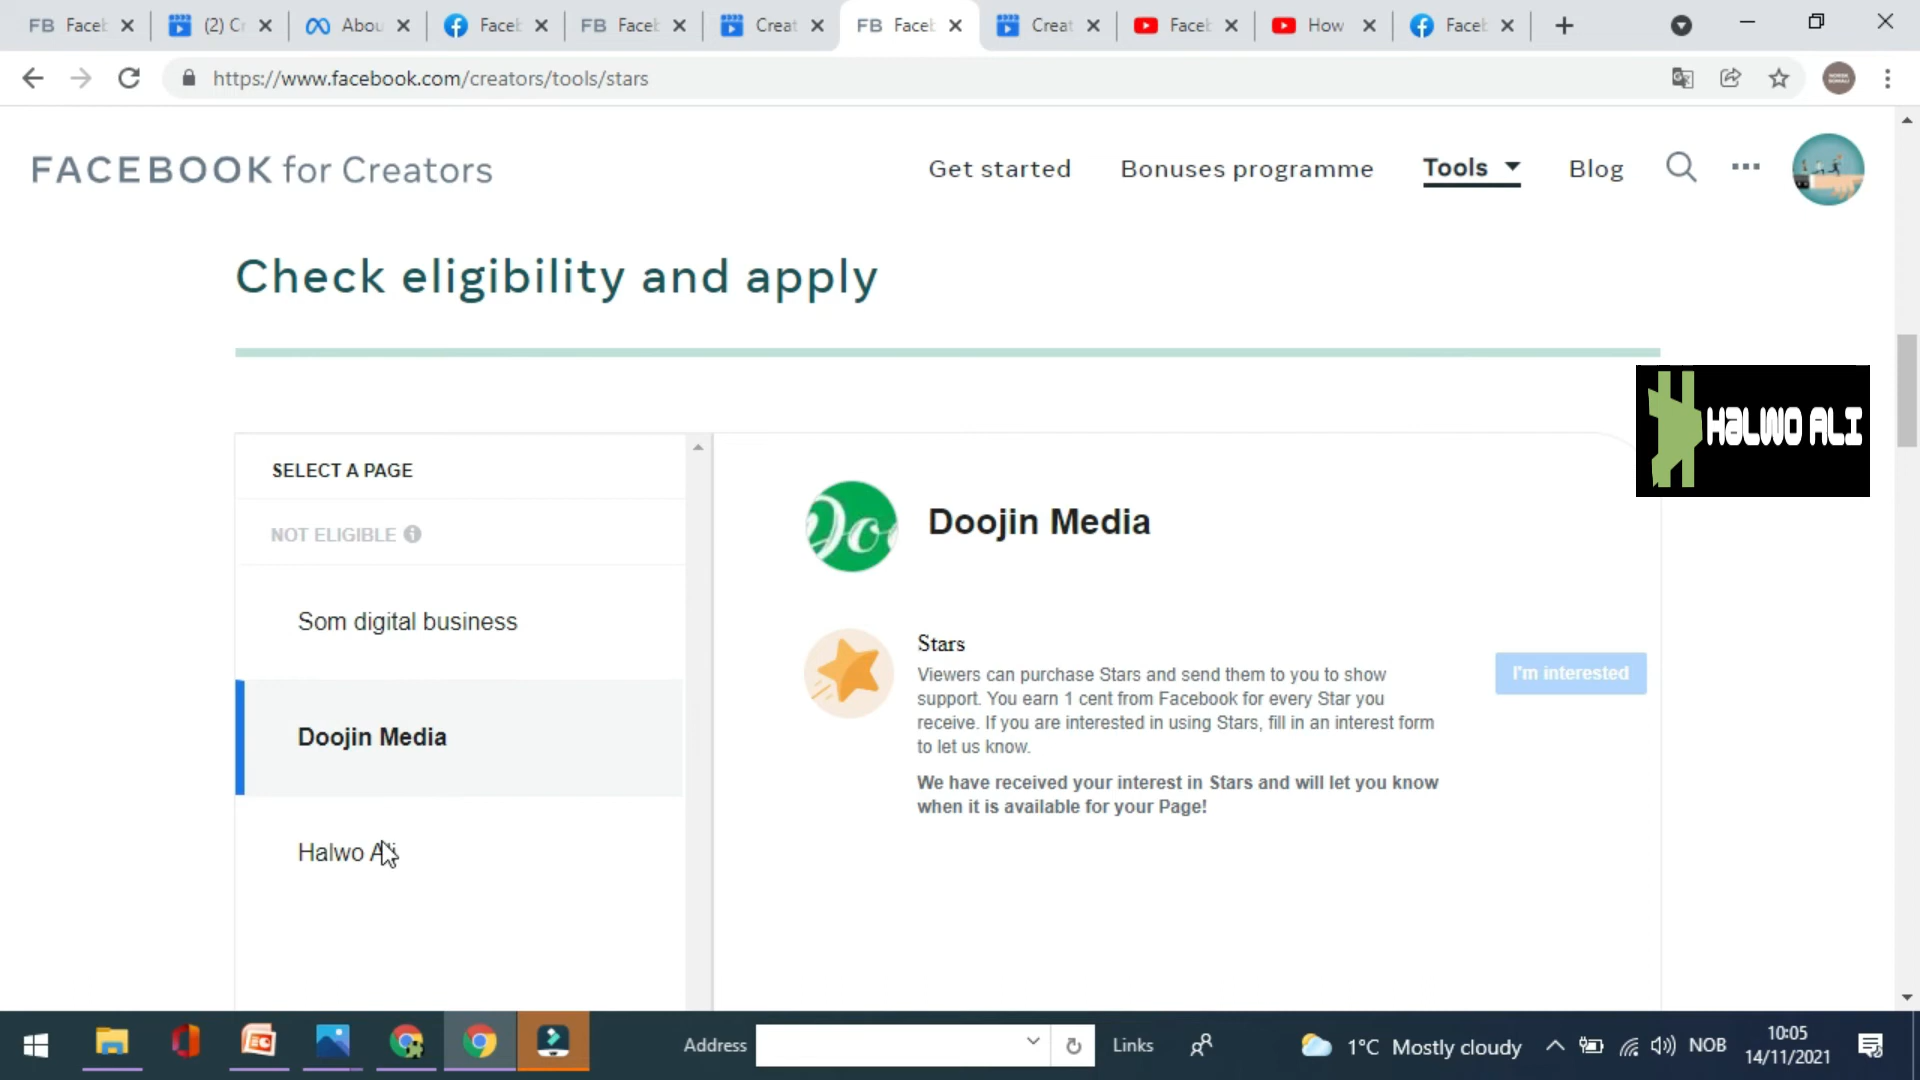 FB Faceb
(2) Cr
Abou
Faceb
FB Faceb
Creat
FB Faceb
Creat
Faceb
How
Faceb
https://www.facebook.com/creators/tools/stars
FACEBOOK for Creators
Get started
Bonuses programme
Tools
Blog
Check eligibility and apply
HALWO ALI
SELECT A PAGE
NOT ELIGIBLE
Som digital business
Doojin Media
Halwo Ali
Doojin Media
Stars
Viewers can purchase Stars and send them to you to show
support. You earn 1 cent from Facebook for every Star you
receive. If you are interested in using Stars, fill in an interest form
to let us know.
We have received your interest in Stars and will let you know
when it is available for your Page!
I'm interested
Address
Links
1°C Mostly cloudy
NOB
10:05
14/11/2021